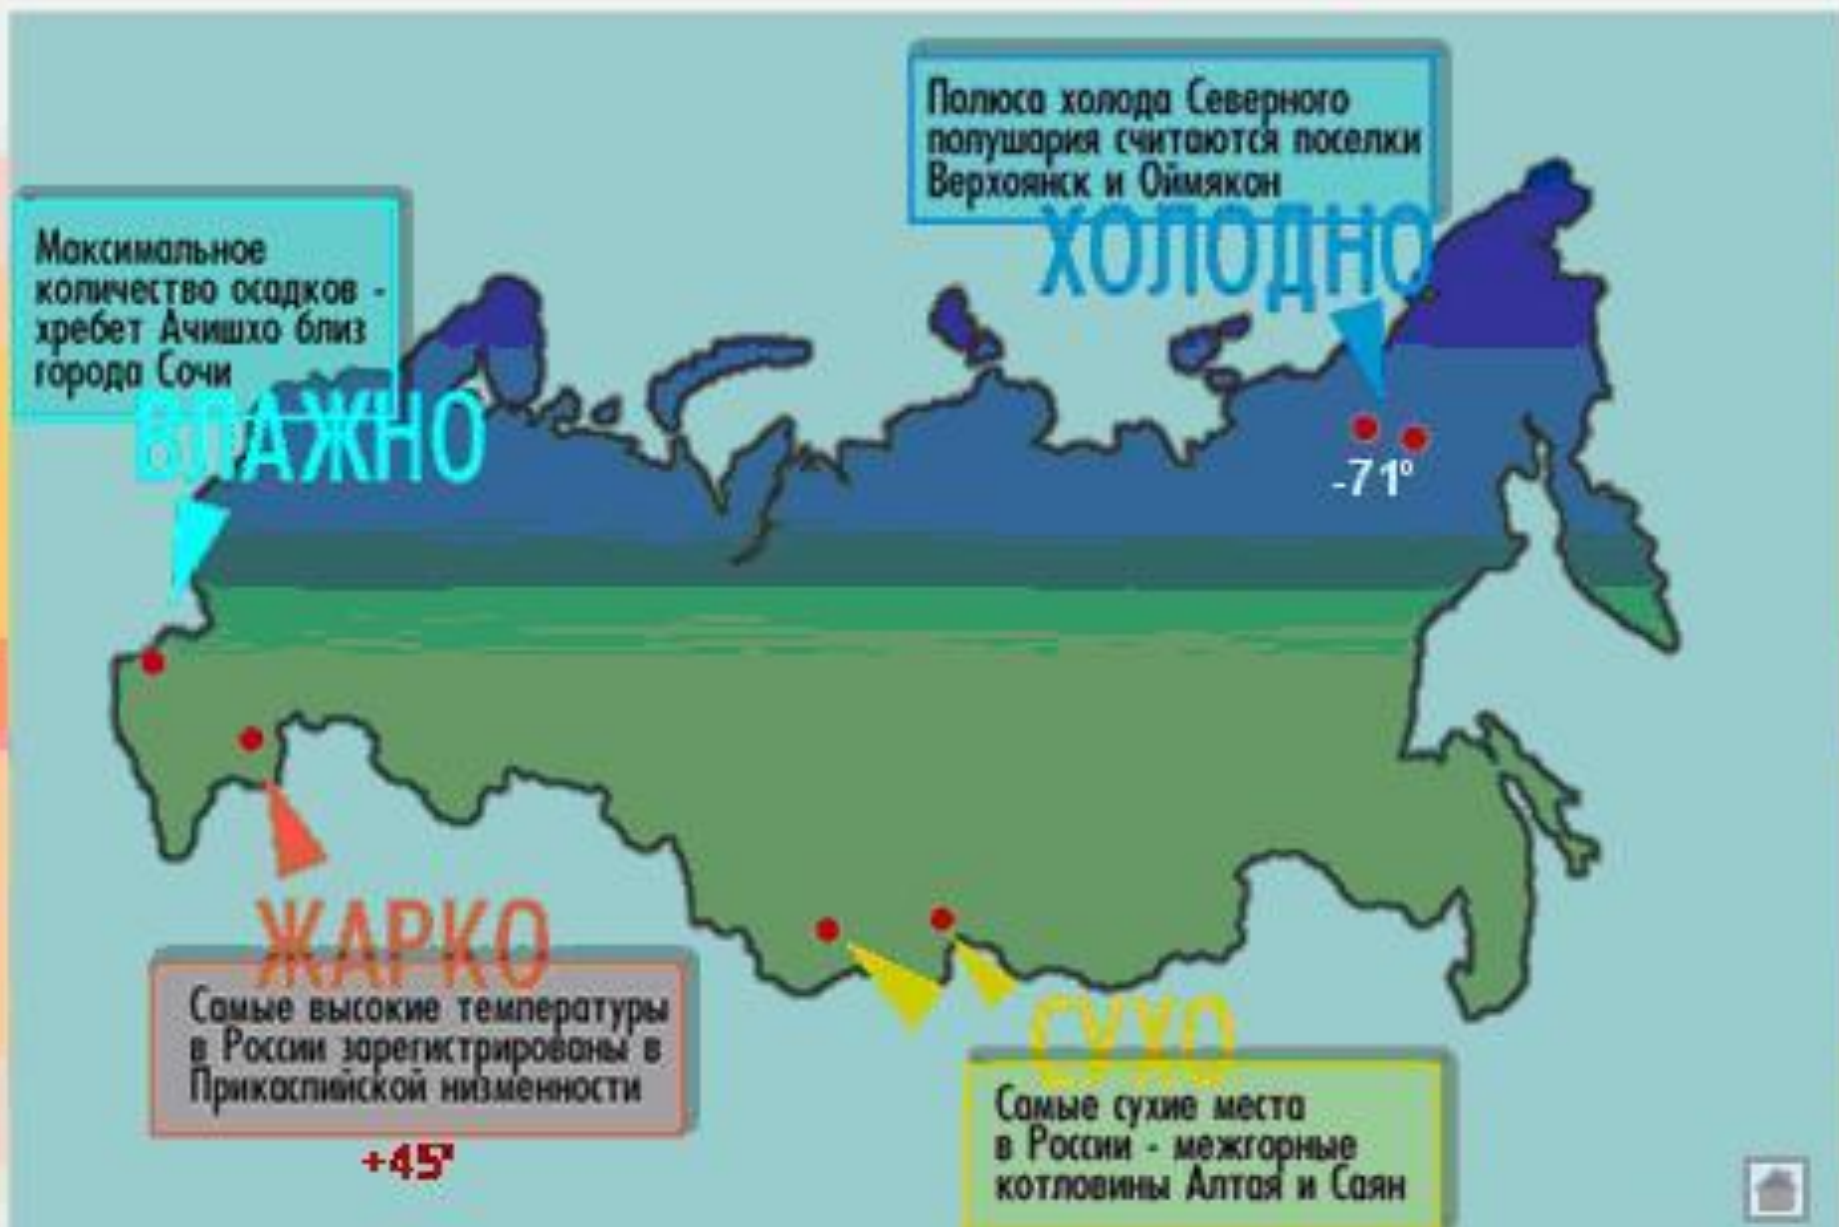 Полюса холода Северного
полушария считаются поселки
Верхоянск и Оймякон
ХОЛОДНО
-71°
Максимальное
количество осадков -
хребет Ачишхо близ
города Сочи
ВЛАЖНО
ЖАРКО
Самые высокие температуры
в России зарегистрированы в
Прикаспийской низменности
+45°
СУХО
Самые сухие места
в России - межгорные
котловины Алтая и Саян